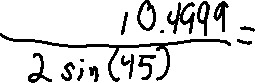 10.4999
2 sin(45) =